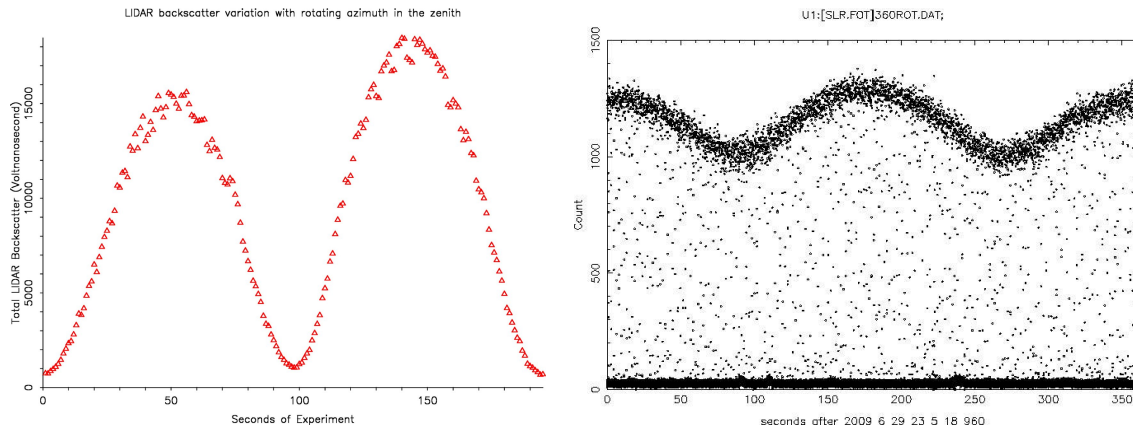 LIDAR backscatter variation with rotating azimuth in the zenith
Total LIDAR Backscatter (Voltnanosecond)
15000
10000
5000
0
0 50 100 150
Seconds of Experiment
U1:[SLR.FOT]360ROT.DAT;
Count
1500
1000
500
0
0 50 100 150 200 250 300 350
seconds after 2009 6 29 23 5 18 960